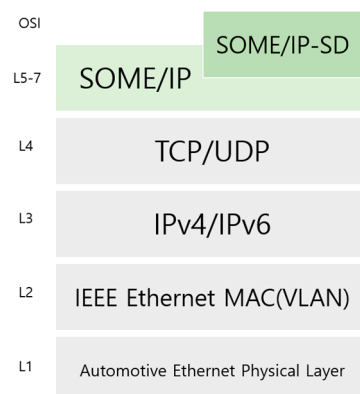 OSI
SOME/IP-SD
L5-7
SOME/IP
L4
TCP/UDP
L3
IPv4/IPv6
L2
IEEE Ethernet MAC(VLAN)
L1
Automotive Ethernet Physical Layer